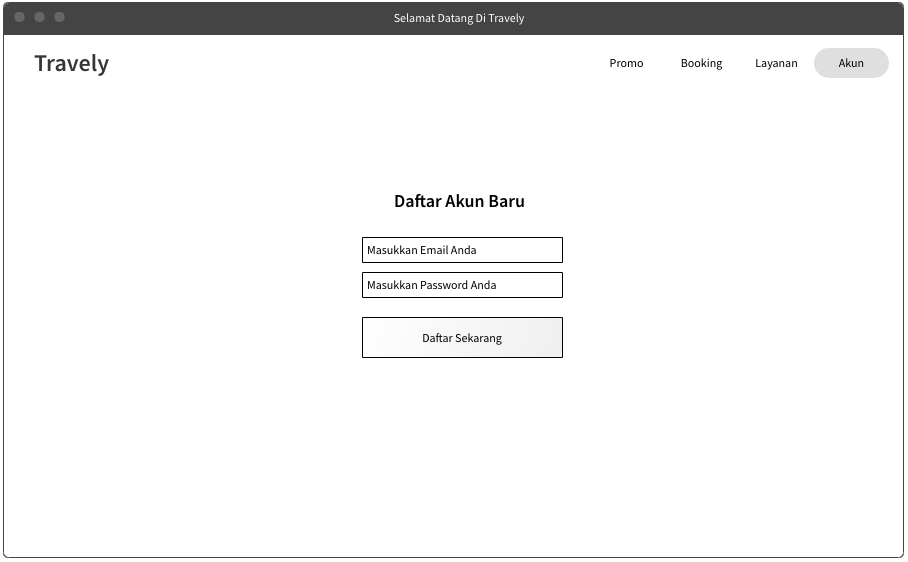 Selamat Datang Di Travely
Travely
Promo
Booking
Layanan
Akun
Daftar Akun Baru
Masukkan Email Anda
Masukkan Password Anda
Daftar Sekarang